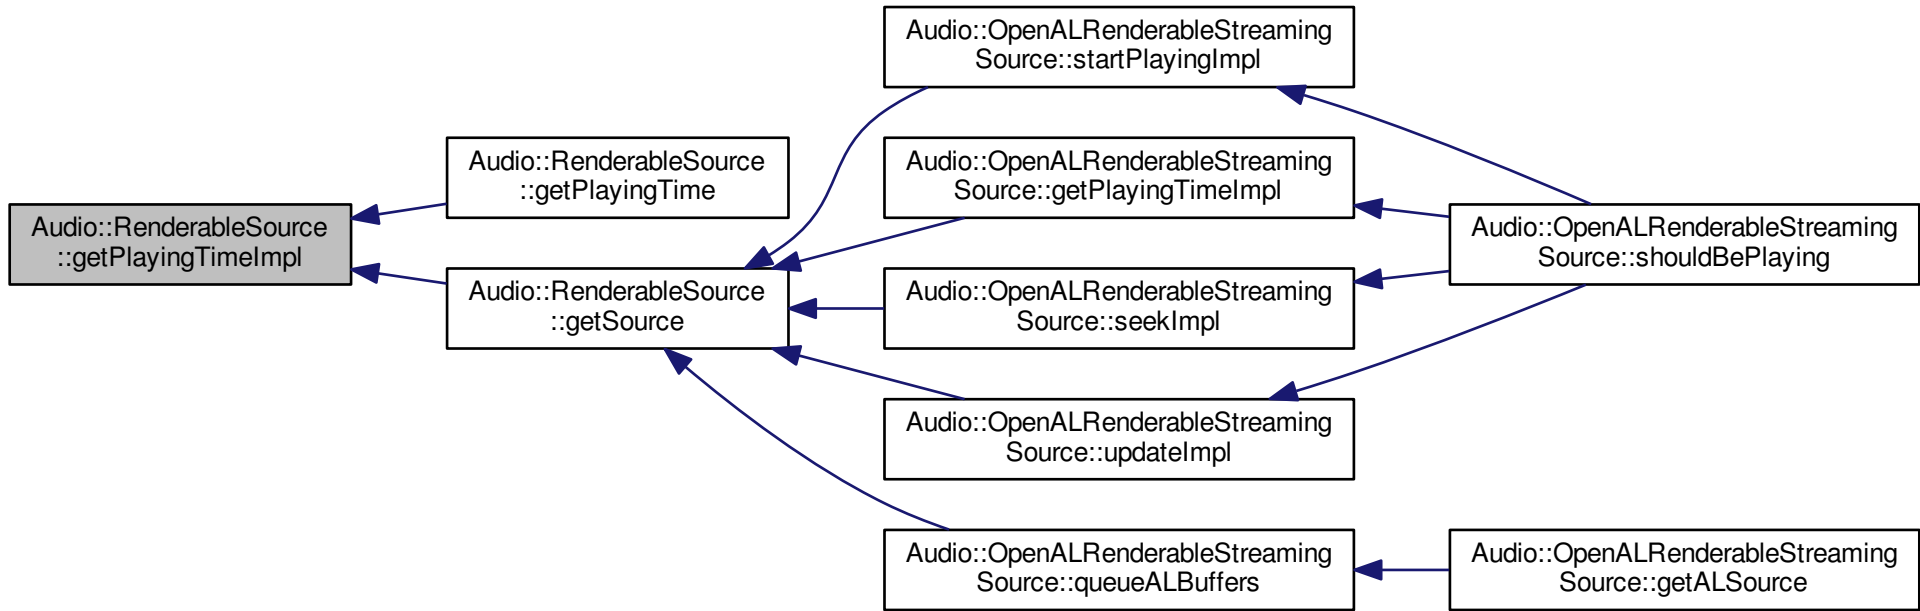 Audio::RenderableSource
::getPlayingTimeImpl
Audio::RenderableSource
::getPlayingTime
Audio::RenderableSource
::getSource
Audio::OpenALRenderableStreaming
Source::startPlayingImpl
Audio::OpenALRenderableStreaming
Source::getPlayingTimeImpl
Audio::OpenALRenderableStreaming
Source::seekImpl
Audio::OpenALRenderableStreaming
Source::updateImpl
Audio::OpenALRenderableStreaming
Source::queueALBuffers
Audio::OpenALRenderableStreaming
Source::shouldBePlaying
Audio::OpenALRenderableStreaming
Source::getALSource